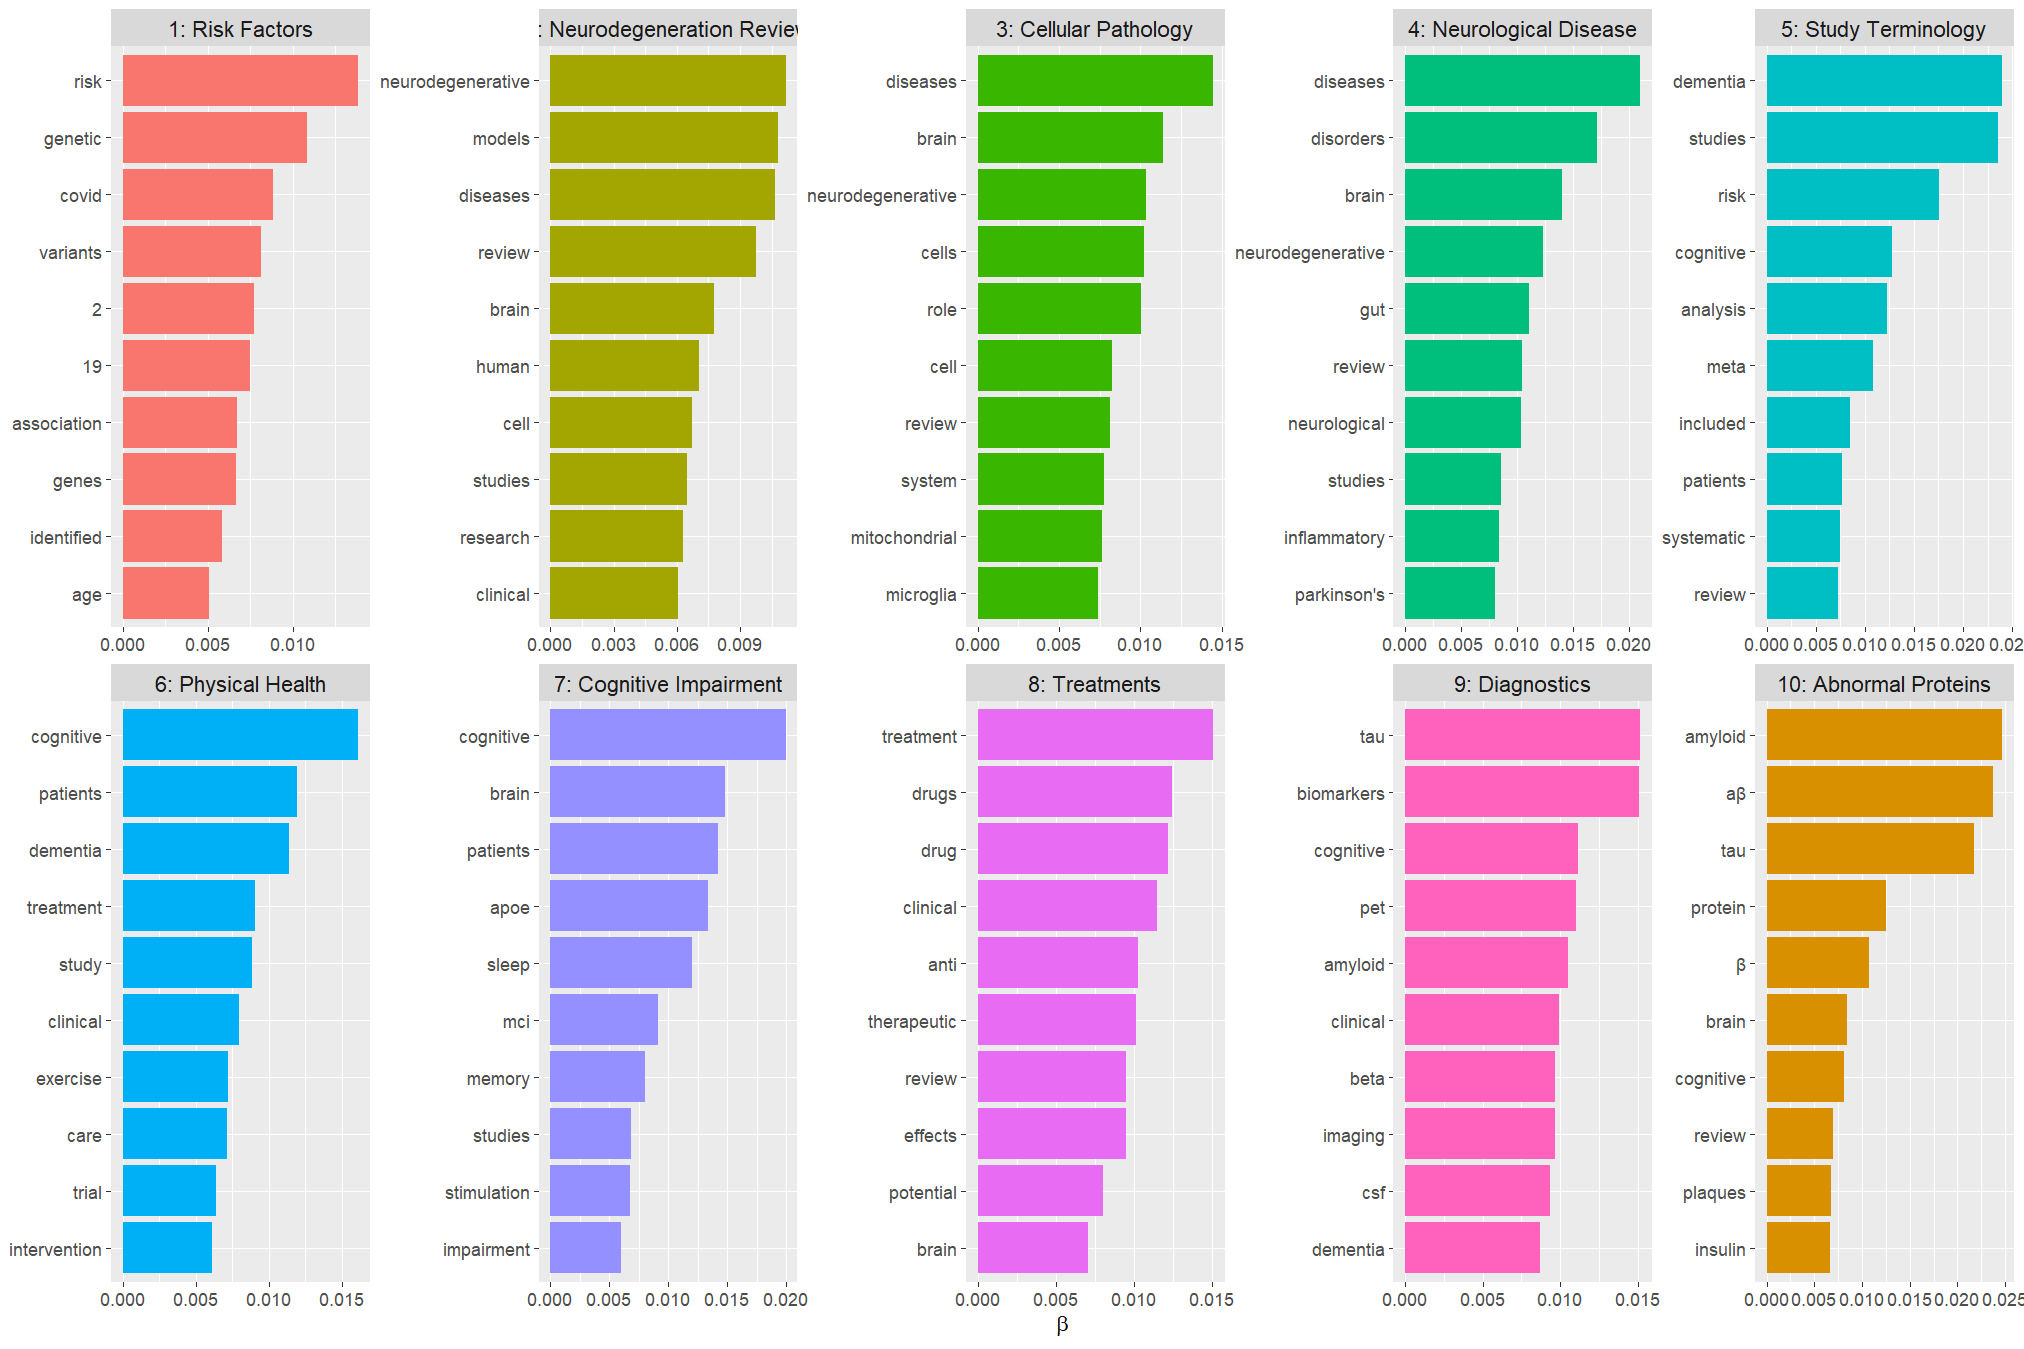 1: Risk Factors
risk
genetic
covid
variants
2
19
association
genes
identified
age
0.000 0.005 0.010
: Neurodegeneration Review
neurodegenerative
models
diseases
review
brain
human
cell
studies
research
clinical
0.000 0.003 0.006 0.009
3: Cellular Pathology
diseases
brain
neurodegenerative
cells
role
cell
review
system
mitochondrial
microglia
0.000 0.005 0.010 0.015
4: Neurological Disease
diseases
disorders
brain
neurodegenerative
gut
review
neurological
studies
inflammatory
parkinson's
0.000 0.005 0.010 0.015 0.020
5: Study Terminology
dementia
studies
risk
cognitive
analysis
meta
included
patients
systematic
review
0.000 0.005 0.010 0.015 0.020 0.02
6: Physical Health
cognitive
patients
dementia
treatment
study
clinical
exercise
care
trial
intervention
0.000 0.005 0.010 0.015
7: Cognitive Impairment
cognitive
brain
patients
apoe
sleep
mci
memory
studies
stimulation
impairment
0.000 0.005 0.010 0.015 0.020
8: Treatments
treatment
drugs
drug
clinical
anti
therapeutic
review
effects
potential
brain
0.000 0.005 0.010 0.015
9: Diagnostics
tau
biomarkers
cognitive
pet
amyloid
clinical
beta
imaging
csf
dementia
0.000 0.005 0.010 0.015
10: Abnormal Proteins
amyloid
aβ
tau
protein
β
brain
cognitive
review
plaques
insulin
0.000 0.005 0.010 0.015 0.020 0.025
β